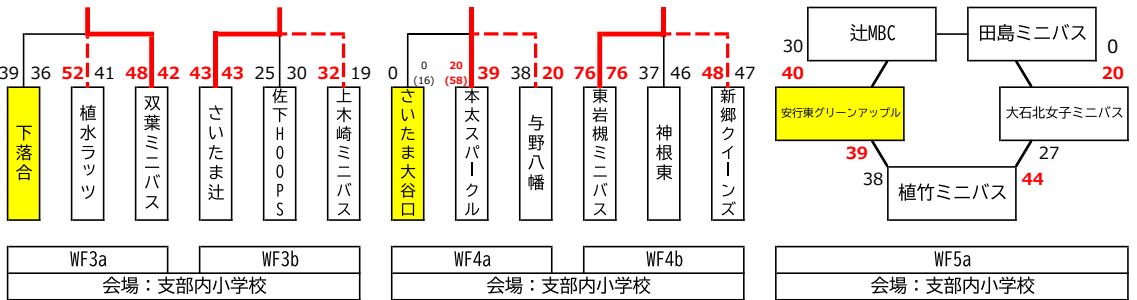 39 36 52 41 48 42 43 43 25 30 32 19
下落合
植水ラッツ
双葉ミニバス
さいたま辻
佐下HOOPS
上木崎ミニバス
WF3a WF3b
会場：支部内小学校
0 20
0 (16) (58) 39 38 20 76 76 37 46 48 47
さいたま大谷口
本太スパークル
与野八幡
東岩槻ミニバス
神根東
新郷クイーンズ
WF4a WF4b
会場：支部内小学校
辻MBC 田島ミニバス
30 0
40 20
安行東グリーンアップル 大石北女子ミニバス
39 27
38 44
植竹ミニバス
WF5a
会場：支部内小学校